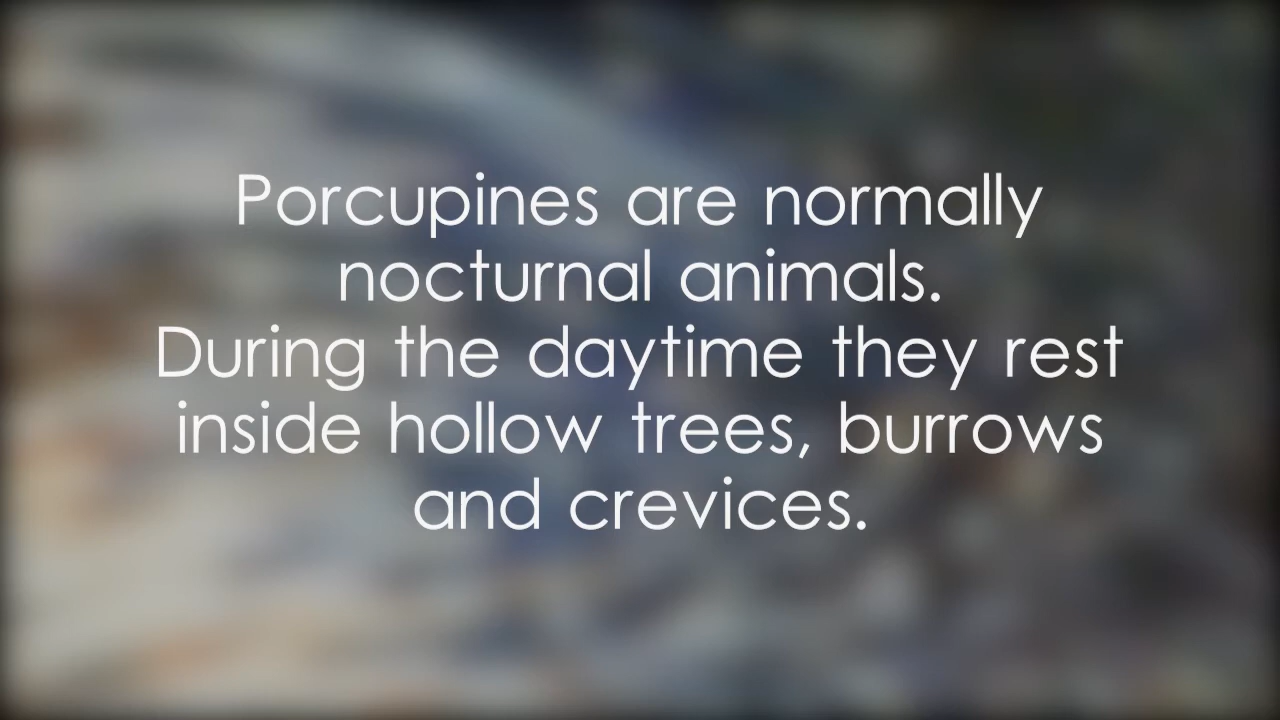 Porcupines are normally
nocturnal animals.
During the daytime they rest
inside hollow trees, burrows
and crevices.